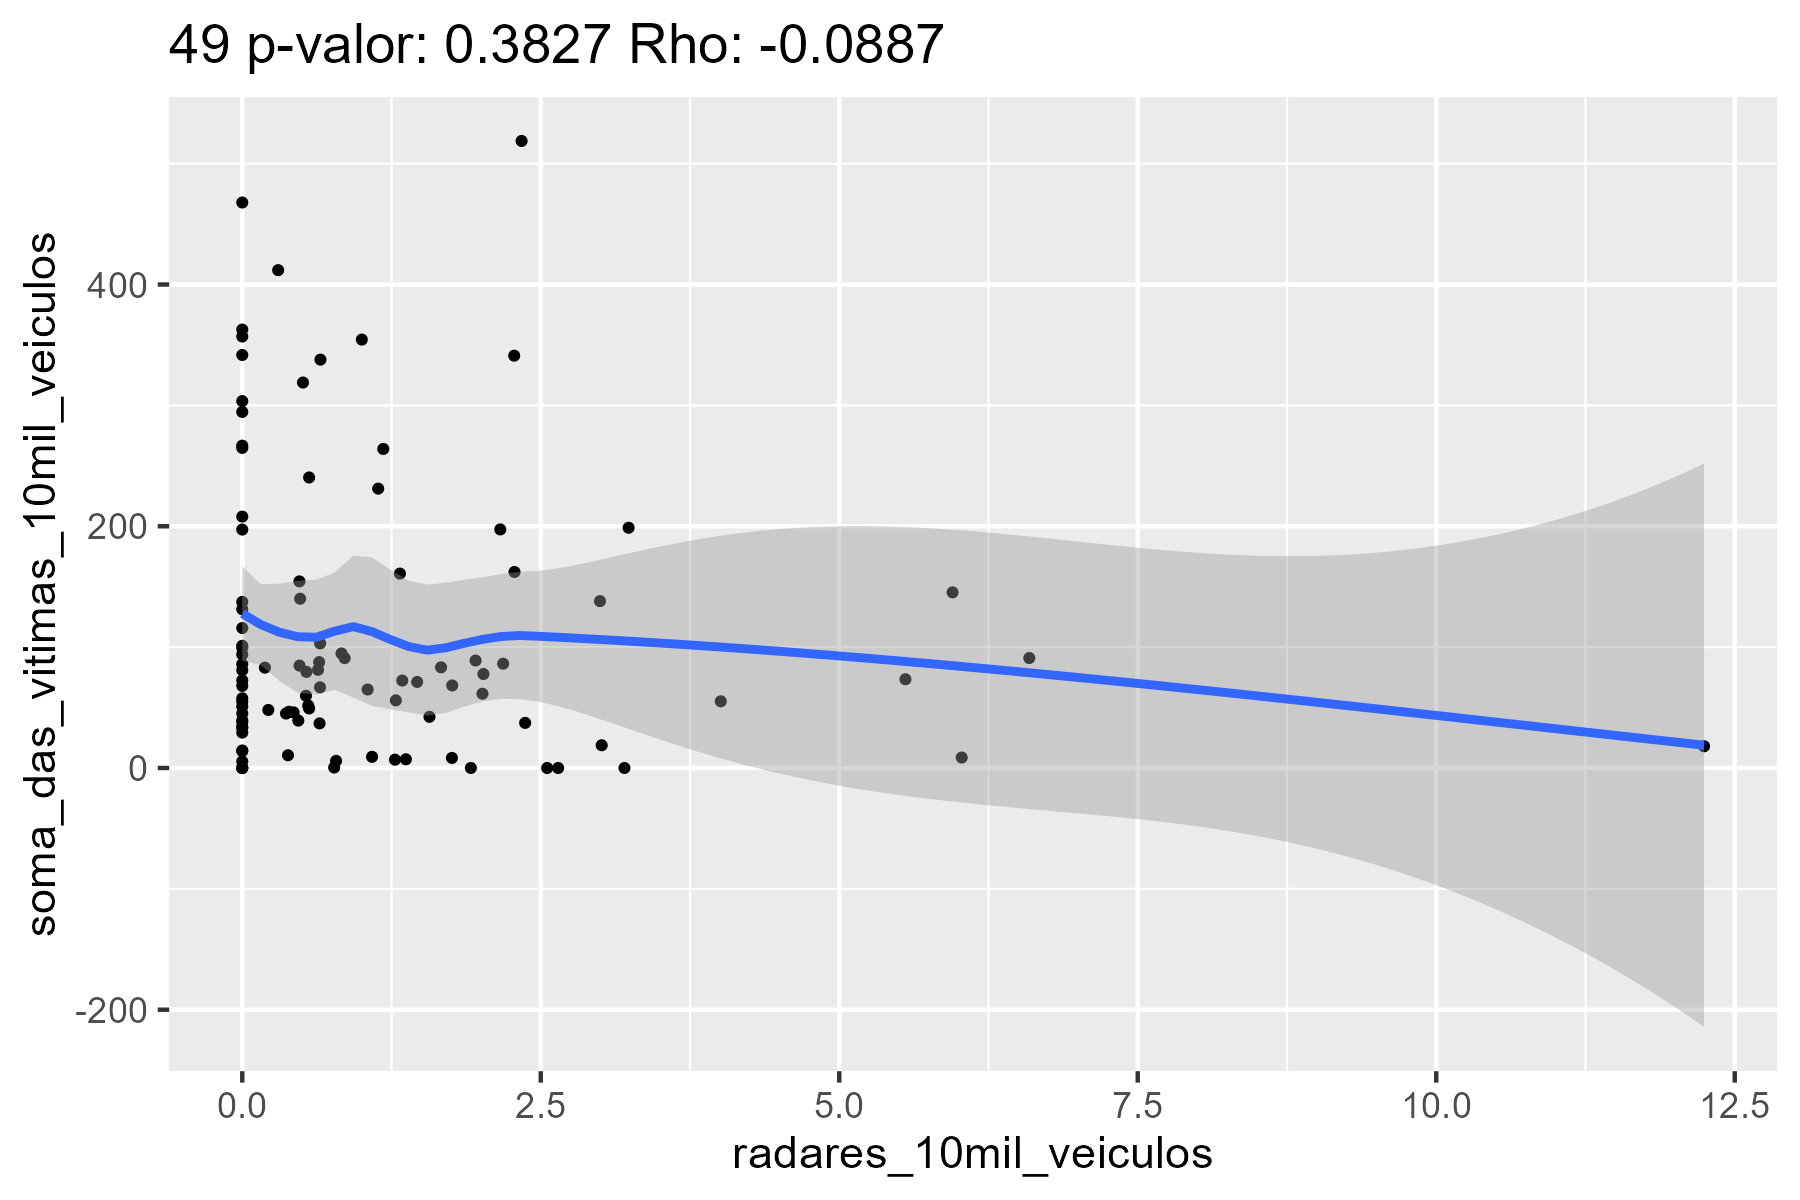 49 p-valor: 0.3827 Rho: -0.0887
soma_das_vitimas_10mil_veiculos
400
200
0
-200
0.0 2.5 5.0 7.5 10.0 12.5
radares_10mil_veiculos